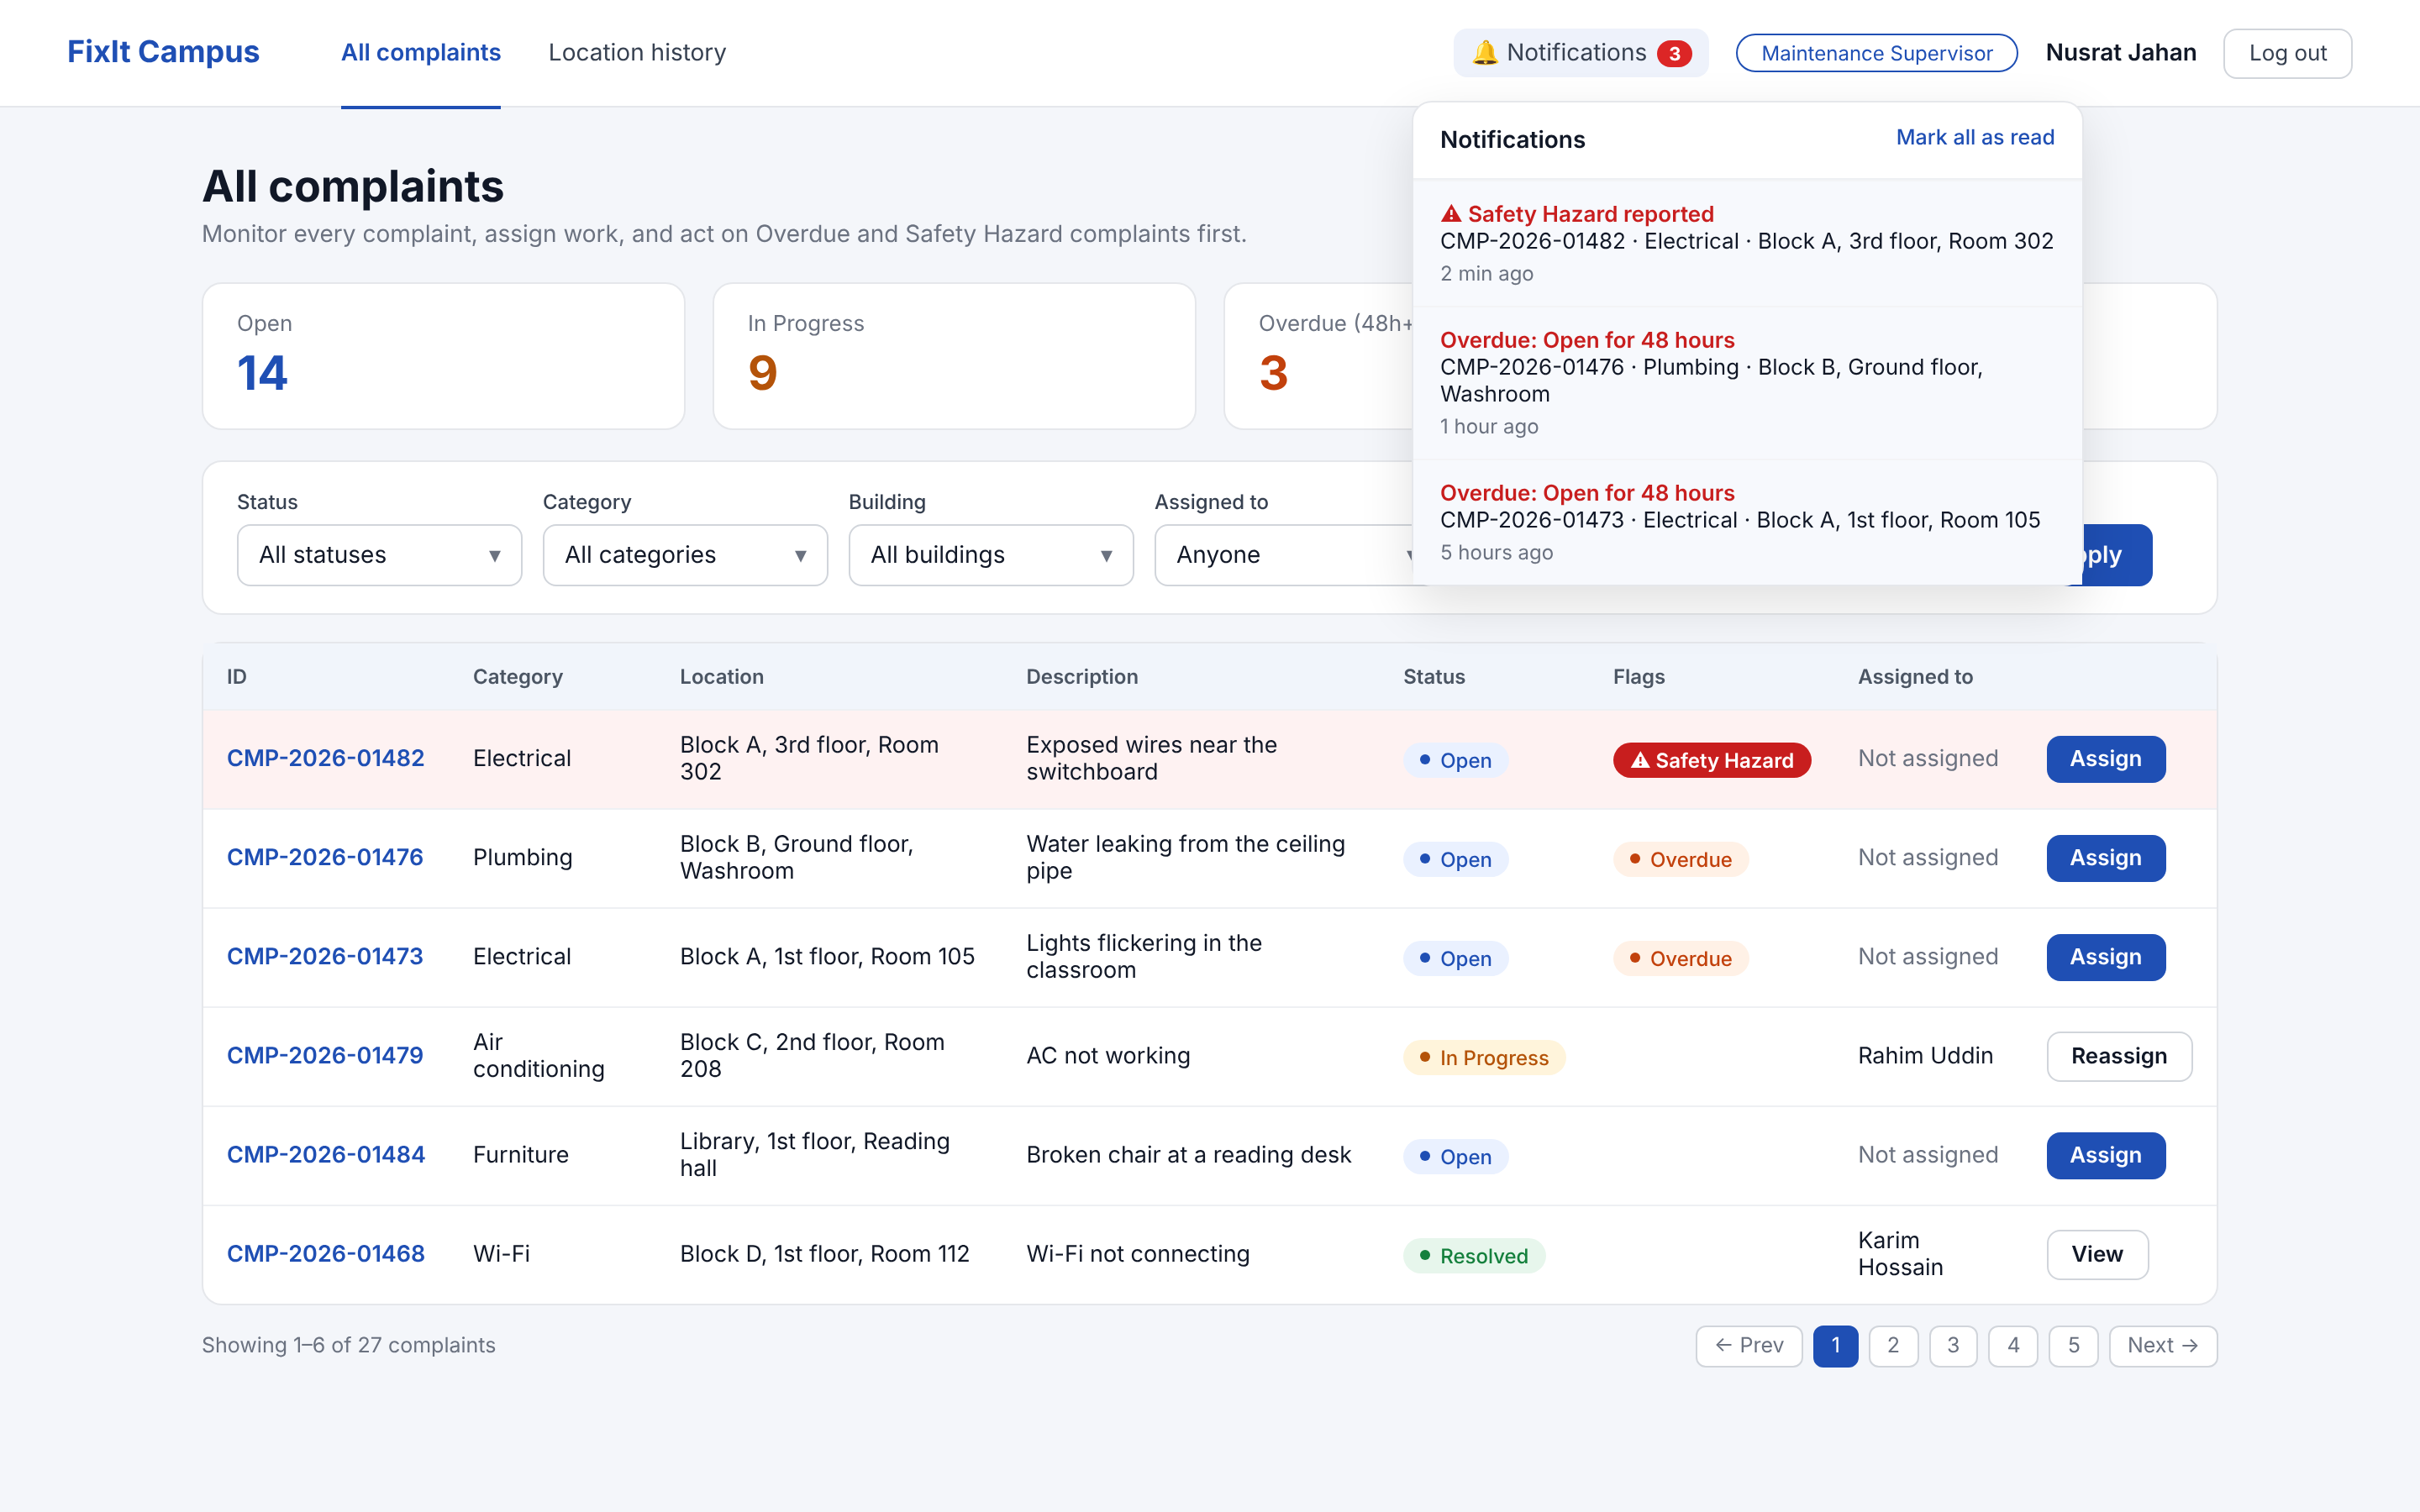 FixIt Campus
All complaints
Location history
🔔 Notifications 3
Maintenance Supervisor
Nusrat Jahan
Log out
Notifications
Mark all as read
⚠ Safety Hazard reported
CMP-2026-01482 · Electrical · Block A, 3rd floor, Room 302
2 min ago
Overdue: Open for 48 hours
CMP-2026-01476 · Plumbing · Block B, Ground floor,
Washroom
1 hour ago
Overdue: Open for 48 hours
CMP-2026-01473 · Electrical · Block A, 1st floor, Room 105
5 hours ago
All complaints
Monitor every complaint, assign work, and act on Overdue and Safety Hazard complaints first.
Open
14
In Progress
9
Overdue (48h+
3
Status
All statuses ▼
Category
All categories ▼
Building
All buildings ▼
Assigned to
Anyone
ply
ID Category Location Description Status Flags Assigned to
CMP-2026-01482
Electrical
Block A, 3rd floor, Room
302
Exposed wires near the
switchboard
Open
⚠ Safety Hazard
Not assigned
Assign
CMP-2026-01476
Plumbing
Block B, Ground floor,
Washroom
Water leaking from the ceiling
pipe
Open
Overdue
Not assigned
Assign
CMP-2026-01473
Electrical
Block A, 1st floor, Room 105
Lights flickering in the
classroom
Open
Overdue
Not assigned
Assign
CMP-2026-01479
Air
conditioning
Block C, 2nd floor, Room
208
AC not working
In Progress
Rahim Uddin
Reassign
CMP-2026-01484
Furniture
Library, 1st floor, Reading
hall
Broken chair at a reading desk
Open
Not assigned
Assign
CMP-2026-01468
Wi-Fi
Block D, 1st floor, Room 112
Wi-Fi not connecting
Resolved
Karim
Hossain
View
Showing 1–6 of 27 complaints
← Prev 1 2 3 4 5 Next →